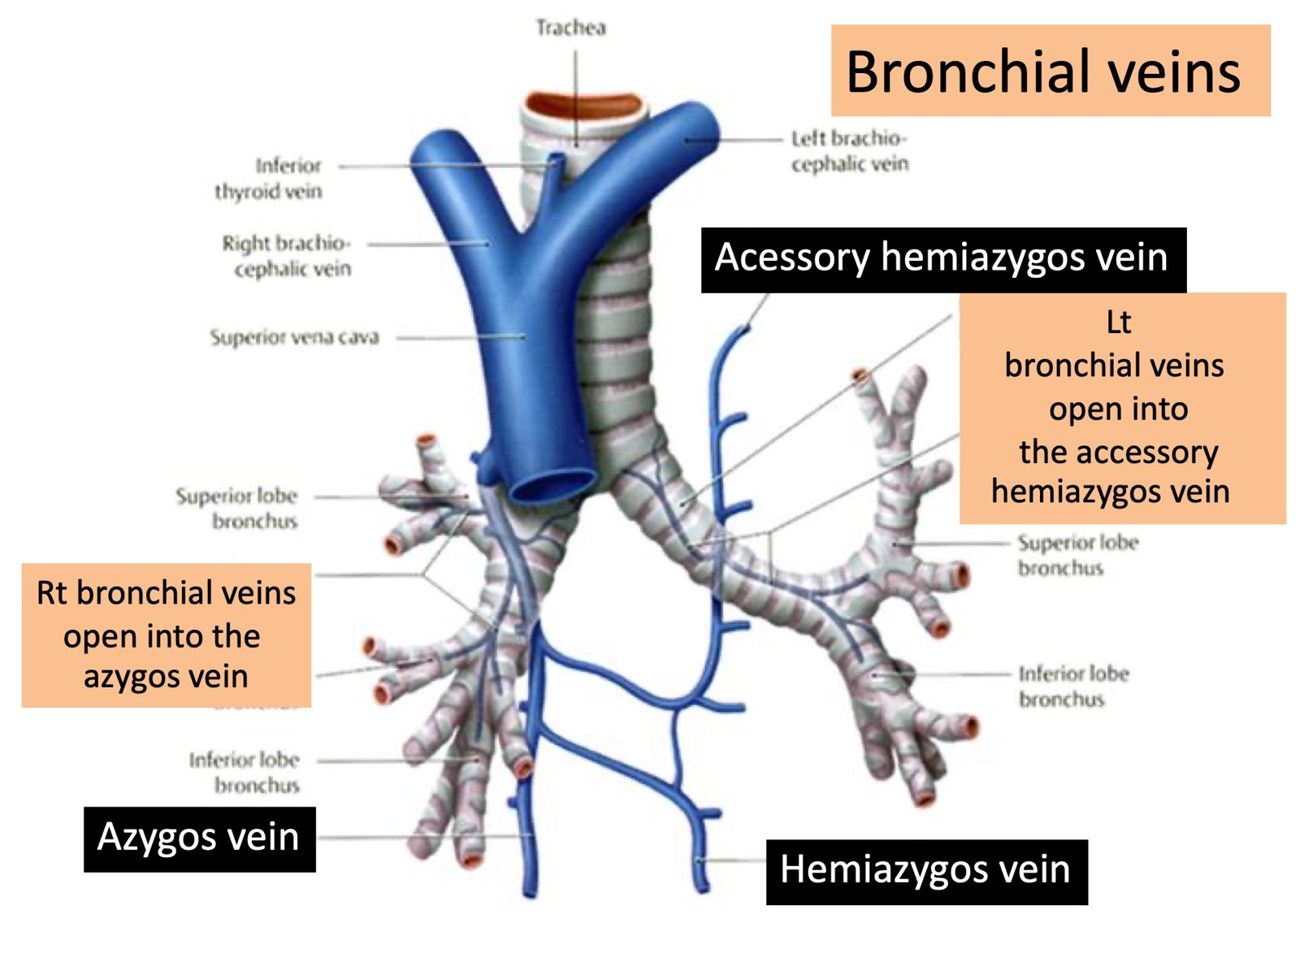 Trachea
Bronchial veins
Left brachio-
cephalic vein
Inferior
thyroid vein
Right brachio-
cephalic vein
Acessory hemiazygos vein
Superior vena cava
Lt
bronchial veins
open into
the accessory
hemiazygos vein
Superior lobe
bronchus
Superior lobe
bronchus
Rt bronchial veins
open into the
azygos vein
Inferior lobe
bronchus
Inferior lobe
bronchus
Azygos vein
Hemiazygos vein